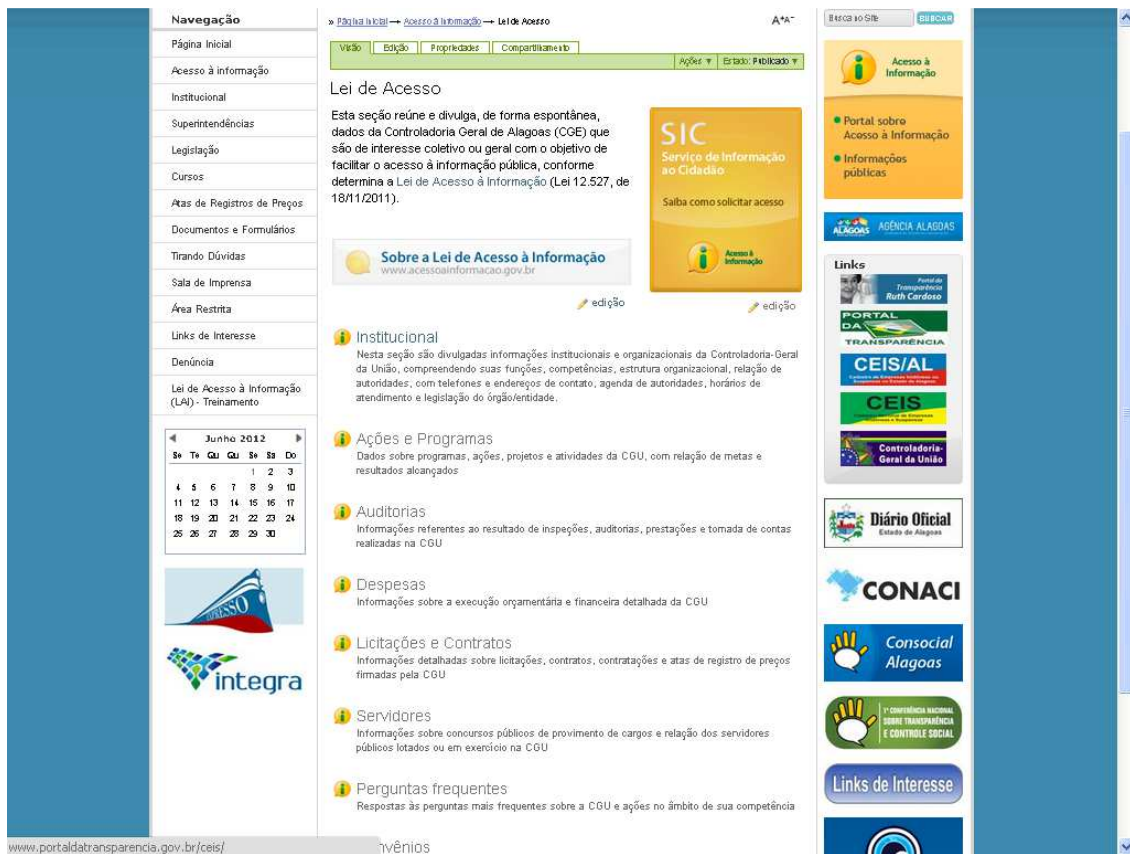 Navegação
Página Inicial
Acesso à informação
Institucional
Superintendências
Legislação
Cursos
Atas de Registros de Preços
Documentos e Formulários
Tirando Dúvidas
Sala de Imprensa
Área Restrita
Links de Interesse
Denúncia
Lei de Acesso à Informação
(LAI) - Treinamento
Junho 2012
Se Te Qu Qu Se Sa Do
1 2 3
4 5 6 7 8 9 10
11 12 13 14 15 16 17
18 19 20 21 22 23 24
25 26 27 28 29 30
EXPRESSO
integra
» Página Inicial → Acesso à Informação → Lei de Acesso
A+A-
Visão Edição Propriedades Compartilhamento
Ações ▼ Estado: Publicado ▼
Lei de Acesso
Esta seção reúne e divulga, de forma espontânea,
dados da Controladoria Geral de Alagoas (CGE) que
são de interesse coletivo ou geral com o objetivo de
facilitar o acesso à informação pública, conforme
determina a Lei de Acesso à Informação (Lei 12.527, de
18/11/2011).
Sobre a Lei de Acesso à Informação
www.acessoainformacao.gov.br
edição
SIC
Serviço de Informação
ao Cidadão
Saiba como solicitar acesso
Acesso à
Informação
edição
Institucional
Nesta seção são divulgadas informações institucionais e organizacionais da Controladoria-Geral
da União, compreendendo suas funções, competências, estrutura organizacional, relação de
autoridades, com telefones e endereços de contato, agenda de autoridades, horários de
atendimento e legislação do órgão/entidade.
Ações e Programas
Dados sobre programas, ações, projetos e atividades da CGU, com relação de metas e
resultados alcançados
Auditorias
Informações referentes ao resultado de inspeções, auditorias, prestações e tomada de contas
realizadas na CGU
Despesas
Informações sobre a execução orçamentária e financeira detalhada da CGU
Licitações e Contratos
Informações detalhadas sobre licitações, contratos, contratações e atas de registro de preços
firmadas pela CGU
Servidores
Informações sobre concursos públicos de provimento de cargos e relação dos servidores
públicos lotados ou em exercício na CGU
Perguntas frequentes
Respostas às perguntas mais frequentes sobre a CGU e ações no âmbito de sua competência
nvênios
Busca no Site BUSCAR
Acesso à
Informação
Portal sobre
Acesso à Informação
Informações
públicas
ALAGOAS AGÊNCIA ALAGOAS
Links
Portal da
Transparência
Ruth Cardoso
PORTAL
DA
TRANSPARÊNCIA
CEIS/AL
CEIS
Controladoria-
Geral da União
Diário Oficial
Estado de Alagoas
CONACI
Consocial
Alagoas
1ª CONFERÊNCIA NACIONAL
SOBRE TRANSPARÊNCIA
E CONTROLE SOCIAL
Links de Interesse
www.portaldatransparencia.gov.br/ceis/